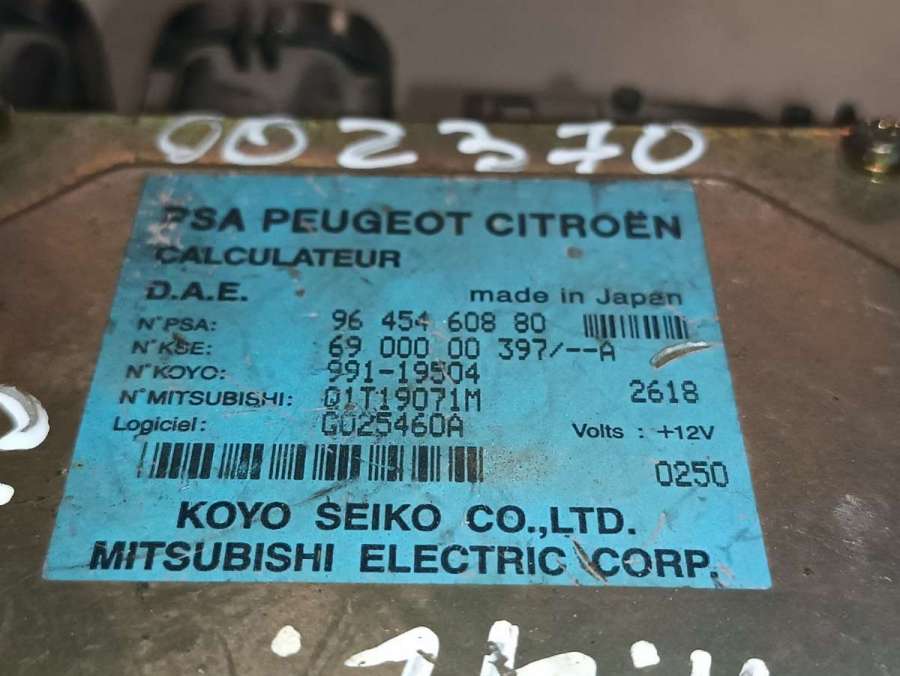 002370
PSA PEUGEOT CITROËN
CALCULATEUR
D.A.E. made in Japan
N°PSA: 96 454 608 80
N°KSE: 69 000 00 397/--A
N°KOYO: 991-19504
N°MITSUBISHI: Q1T19071M 2618
Logiciel: G025460A Volts : +12V
0250
KOYO SEIKO CO.,LTD.
MITSUBISHI ELECTRIC CORP.